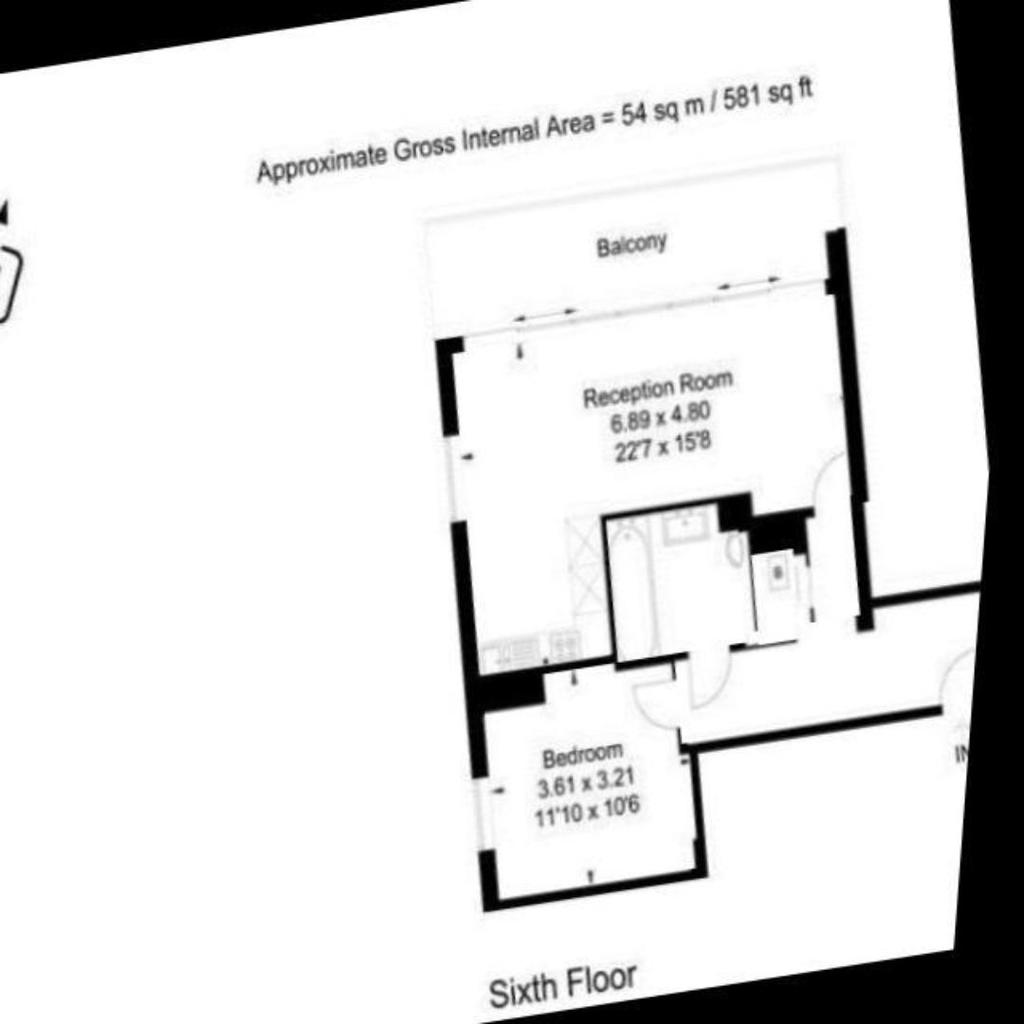 Approximate Gross Internal Area = 54 sq m / 581 sq ft
Balcony
Reception Room
6.89 x 4.80
22'7 x 15'8
B
Bedroom
3.61 x 3.21
11'10 x 10'6
IN
Sixth Floor